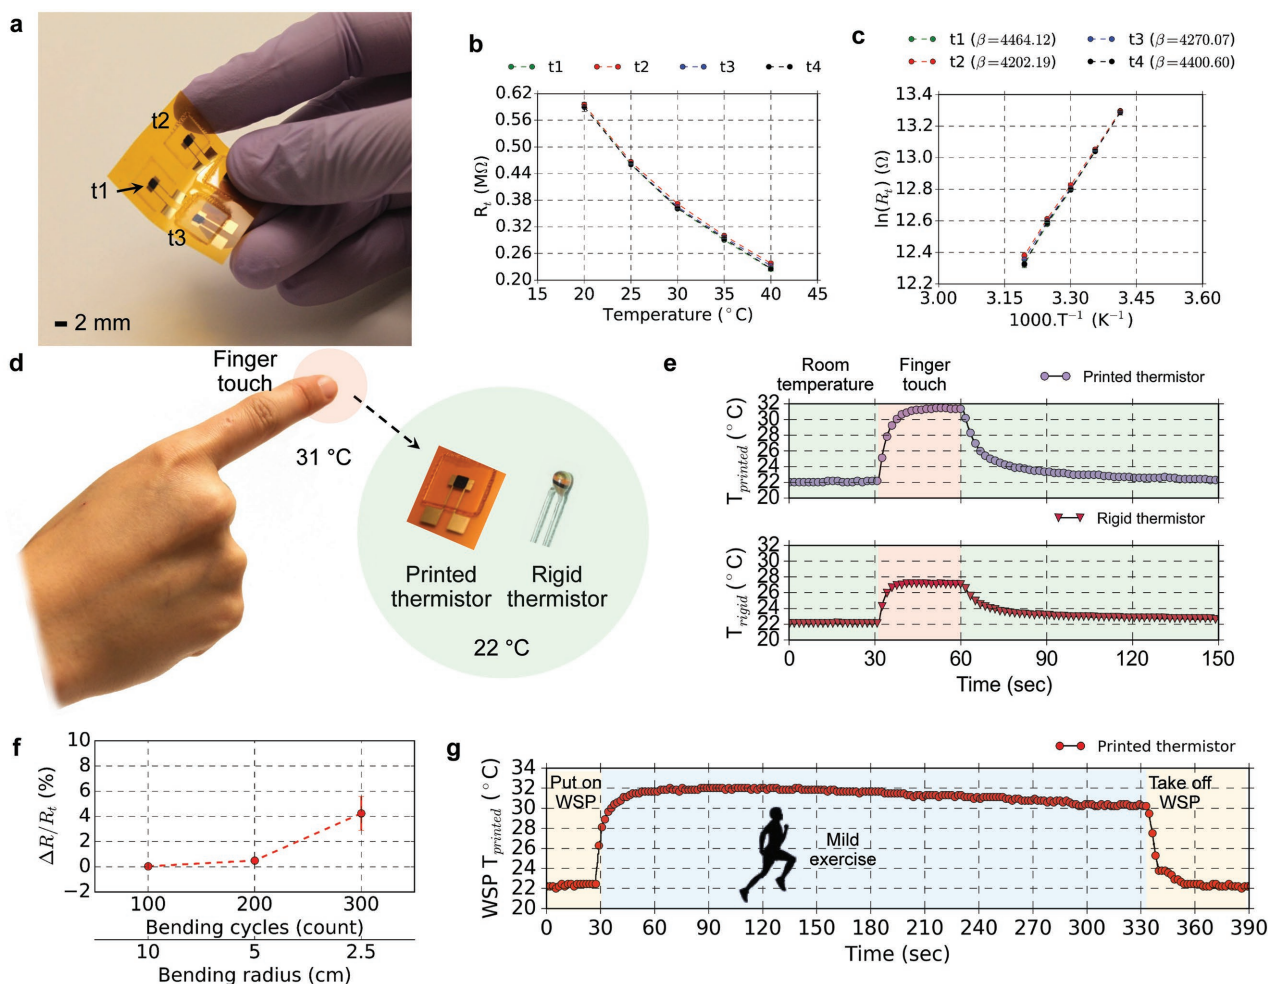 a
t2
t1
t3
2 mm
b
t1 t2 t3 t4
0.62
0.56
0.50
0.44
0.38
0.32
0.26
0.20
R_t (MΩ)
15 20 25 30 35 40 45
Temperature (°C)
c
t1 (β=4464.12) t3 (β=4270.07)
t2 (β=4202.19) t4 (β=4400.60)
13.4
13.2
13.0
12.8
12.6
12.4
12.2
ln(R_t) (Ω)
3.00 3.15 3.30 3.45 3.60
1000.T⁻¹ (K⁻¹)
d
Finger
touch
31 °C
Printed
thermistor
Rigid
thermistor
22 °C
e
Room
temperature
Finger
touch
Printed thermistor
32
30
28
26
24
22
20
T_printed (°C)
Rigid thermistor
32
30
28
26
24
22
20
T_rigid (°C)
0 30 60 90 120 150
Time (sec)
f
10
8
6
4
2
0
−2
ΔR/R_t (%)
100 200 300
Bending cycles (count)
10 5 2.5
Bending radius (cm)
g
Printed thermistor
34
32
30
28
26
24
22
20
WSP T_printed (°C)
Put on
WSP
Mild
exercise
Take off
WSP
0 30 60 90 120 150 180 210 240 270 300 330 360 390
Time (sec)